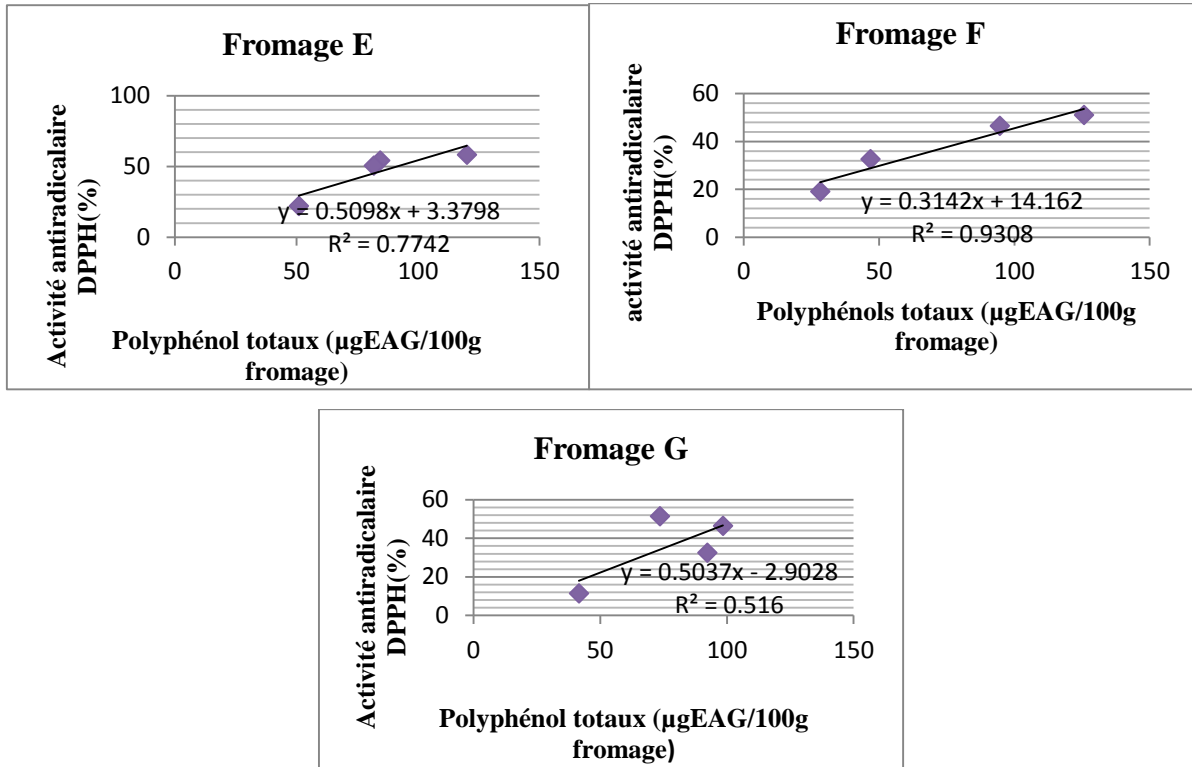 Fromage E
Activité antiradicalaire
DPPH(%)
100
50
0
0 50 100 150
y = 0.5098x + 3.3798
R² = 0.7742
Polyphénol totaux (µgEAG/100g
fromage)
Fromage F
activité antiradicalaire
DPPH(%)
60
40
20
0
0 50 100 150
y = 0.3142x + 14.162
R² = 0.9308
Polyphénols totaux (µgEAG/100g
fromage)
Fromage G
Activité antiradicalaire
DPPH(%)
60
40
20
0
0 50 100 150
y = 0.5037x - 2.9028
R² = 0.516
Polyphénol totaux (µgEAG/100g
fromage)